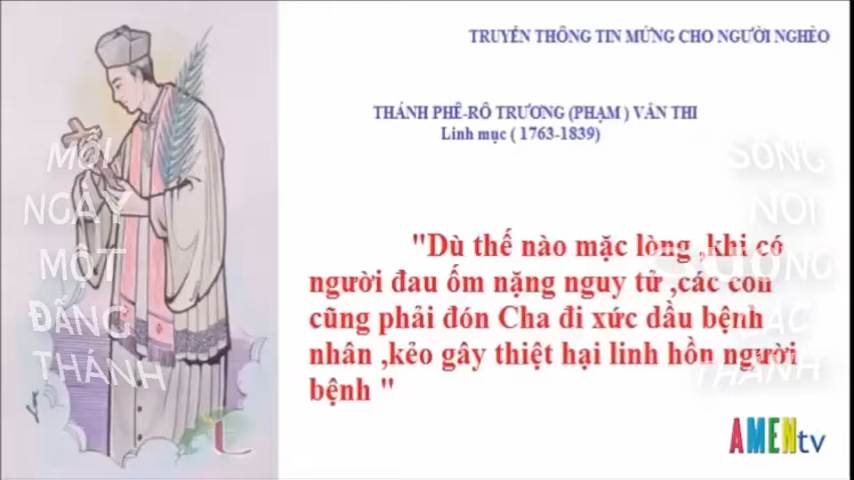 TRUYỀN THÔNG TIN MỪNG CHO NGƯỜI NGHÈO
THÁNH PHÊ-RÔ TRƯƠNG (PHẠM ) VĂN THI
Linh mục ( 1763-1839)
MỖI
NGÀY
MỘT
ĐẤNG
THÁNH
SỐNG
NOI
GƯƠNG
CÁC
THÁNH
"Dù thế nào mặc lòng ,khi có
người đau ốm nặng nguy tử ,các con
cũng phải đón Cha đi xức dầu bệnh
nhân ,kẻo gây thiệt hại linh hồn người
bệnh "
AMENtv